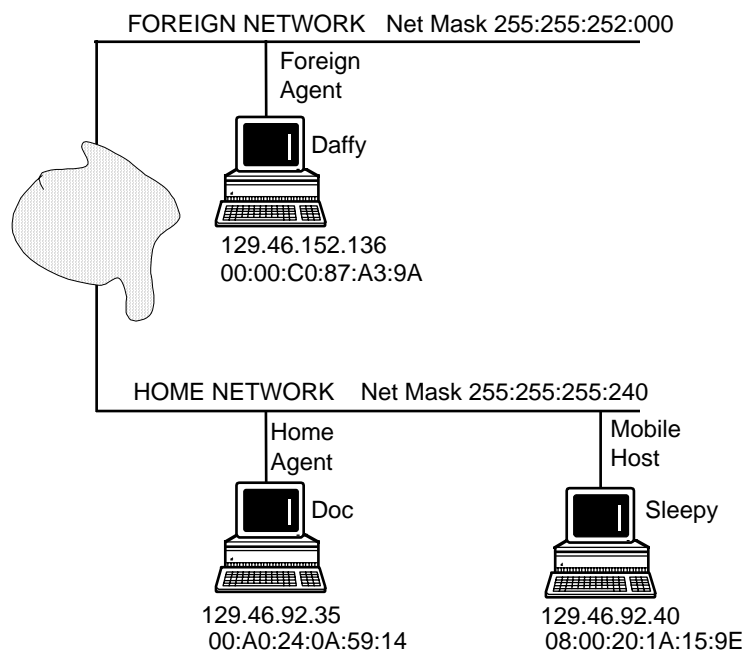 FOREIGN NETWORK Net Mask 255:255:252:000
Foreign
Agent
Daffy
129.46.152.136
00:00:C0:87:A3:9A
HOME NETWORK Net Mask 255:255:255:240
Home
Agent
Doc
129.46.92.35
00:A0:24:0A:59:14
Mobile
Host
Sleepy
129.46.92.40
08:00:20:1A:15:9E